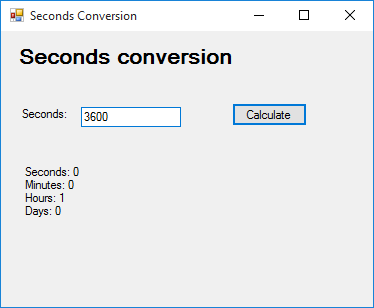 Seconds Conversion
Seconds conversion
Seconds: 3600 Calculate
Seconds: 0
Minutes: 0
Hours: 1
Days: 0